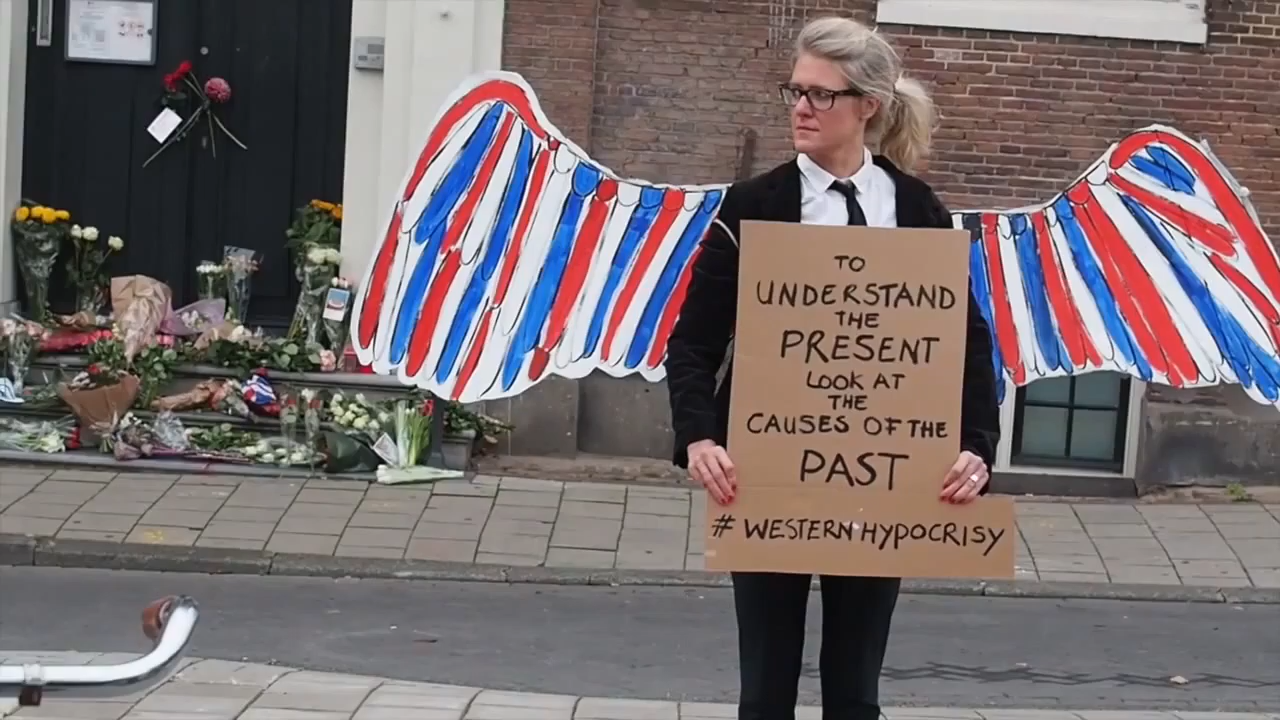 TO
UNDERSTAND
THE
PRESENT
LOOK AT
THE
CAUSES OF THE
PAST
# WESTERN HYPOCRISY